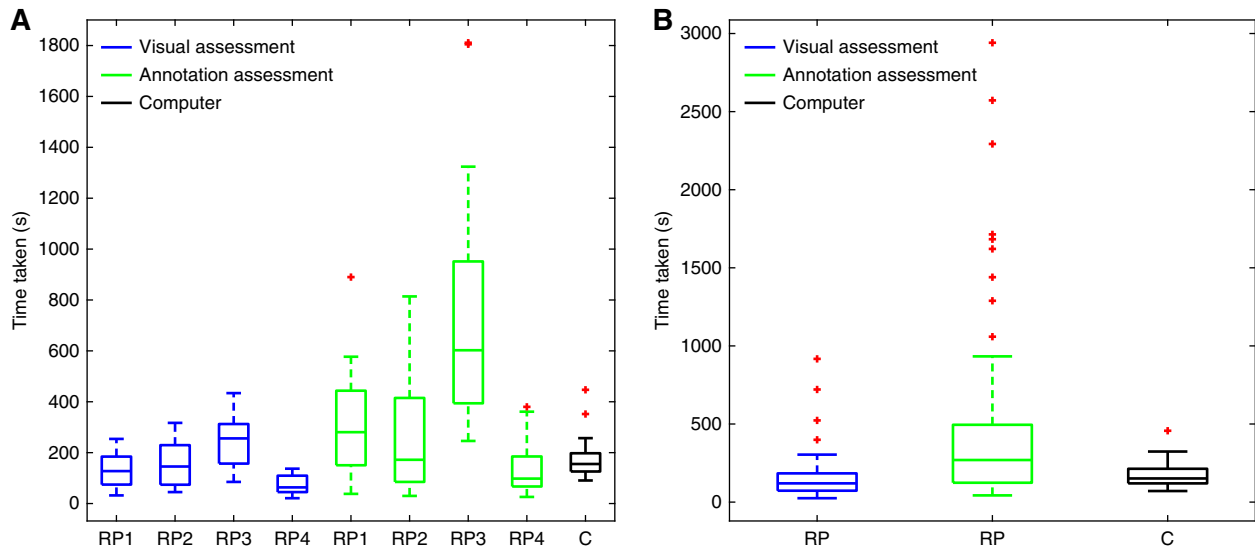 A
Time taken (s)
1800
1600
1400
1200
1000
800
600
400
200
0
Visual assessment
Annotation assessment
Computer
RP1 RP2 RP3 RP4 RP1 RP2 RP3 RP4 C
B
Time taken (s)
3000
2500
2000
1500
1000
500
0
Visual assessment
Annotation assessment
Computer
RP RP C